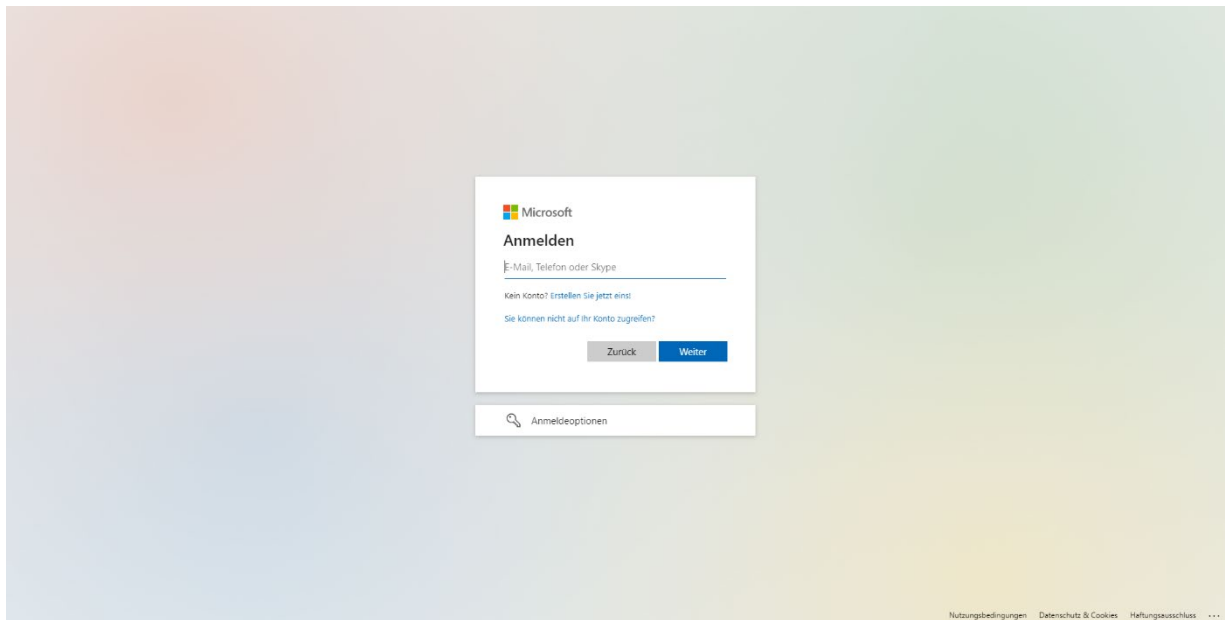 Microsoft
Anmelden
E-Mail, Telefon oder Skype
Kein Konto? Erstellen Sie jetzt eins!
Sie können nicht auf Ihr Konto zugreifen?
Zurück Weiter
Anmeldeoptionen
Nutzungsbedingungen Datenschutz & Cookies Haftungsausschluss ...